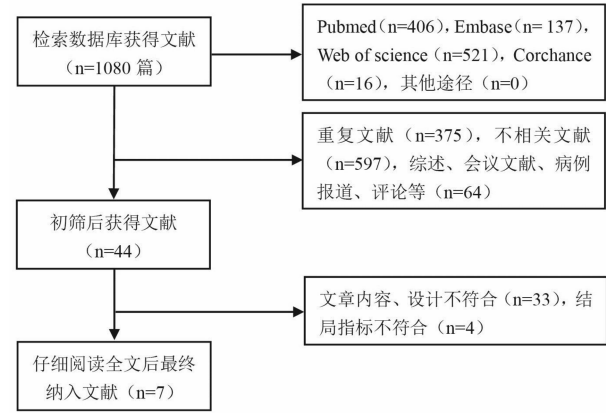 检索数据库获得文献
(n=1080 篇)
Pubmed(n=406), Embase(n= 137),
Web of science(n=521), Corchance
(n=16), 其他途径 (n=0)
重复文献 (n=375), 不相关文献
(n=597), 综述、会议文献、病例
报道、评论等 (n=64)
初筛后获得文献
(n=44)
文章内容、设计不符合 (n=33), 结
局指标不符合 (n=4)
仔细阅读全文后最终
纳入文献 (n=7)